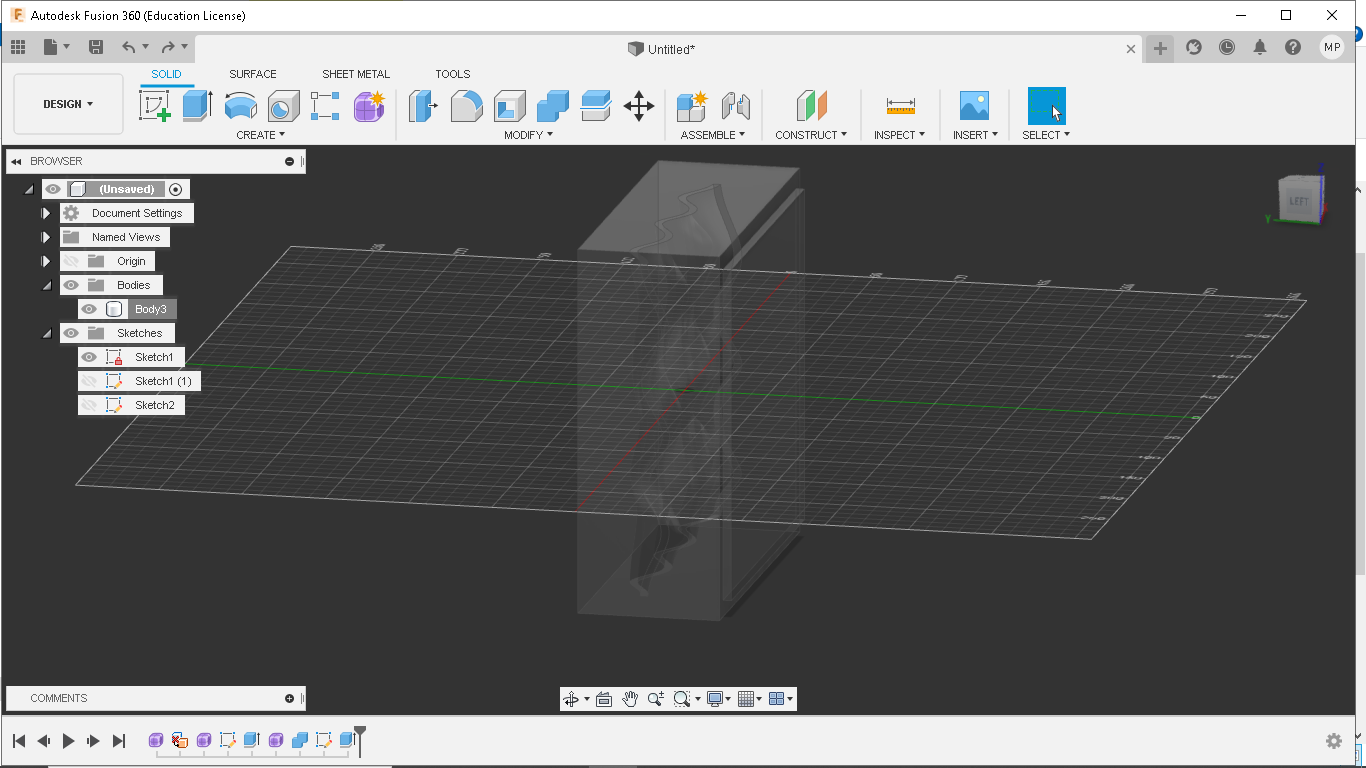 Autodesk Fusion 360 (Education License)
Untitled*
MP
DESIGN
SOLID
SURFACE
SHEET METAL
TOOLS
CREATE
MODIFY
ASSEMBLE
CONSTRUCT
INSPECT
INSERT
SELECT
BROWSER
(Unsaved)
Document Settings
Named Views
Origin
Bodies
Body3
Sketches
Sketch1
Sketch1 (1)
Sketch2
LEFT
Z
Y
COMMENTS